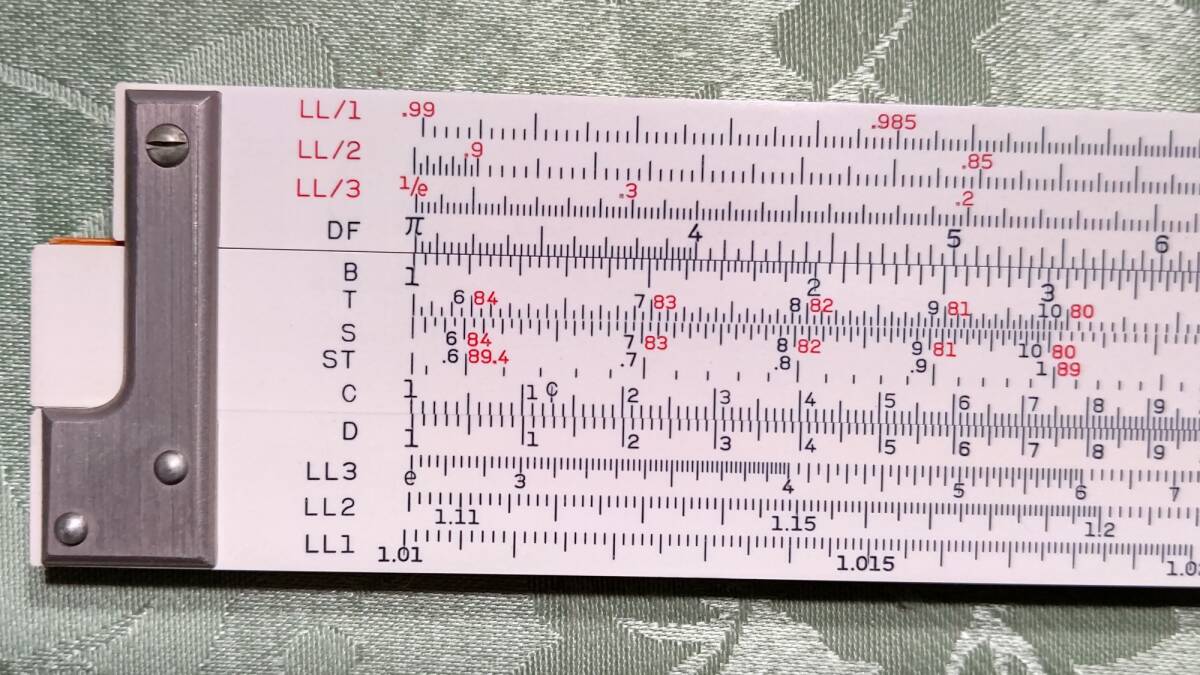 LL/1 .99 .985
LL/2 .9 .85
LL/3 1/e .3 .2
DF π 4 5 6
B 1 2 3
T 6 84 7 83 8 82 9 81 10 80
S 6 84 7 83 8 82 9 81 10 80
ST .6 89.4 .7 .8 .9 1 89
C 1 1 ¢ 2 3 4 5 6 7 8 9
D 1 1 2 3 4 5 6 7 8 9
LL3 e 3 4 5 6 7
LL2 1.11 1.15 1.2
LL1 1.01 1.015